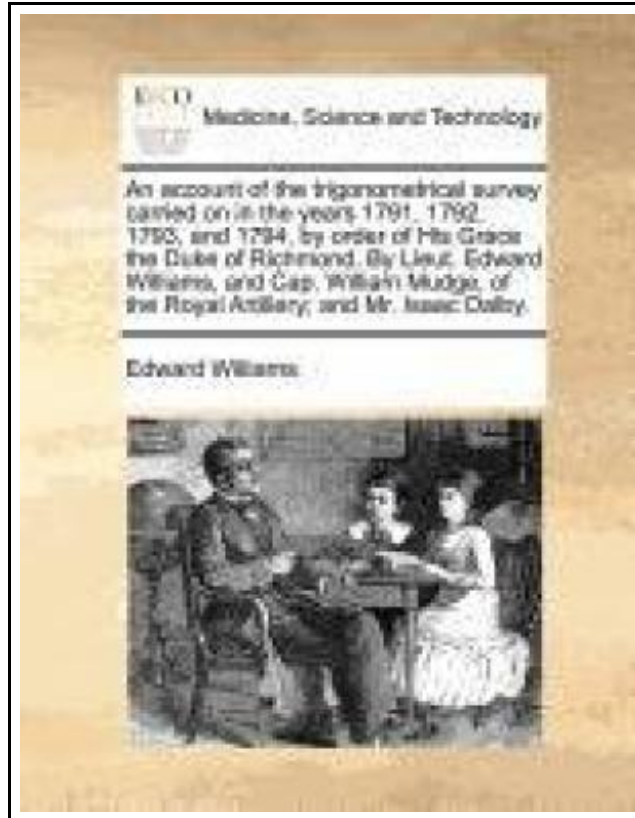 ECCO
Medicine, Science and Technology
An account of the trigonometrical survey
carried on in the years 1791, 1792,
1793, and 1794, by order of His Grace
the Duke of Richmond. By Lieut. Edward
Williams, and Cap. William Mudge, of
the Royal Artillery; and Mr. Isaac Dalby.
Edward Williams